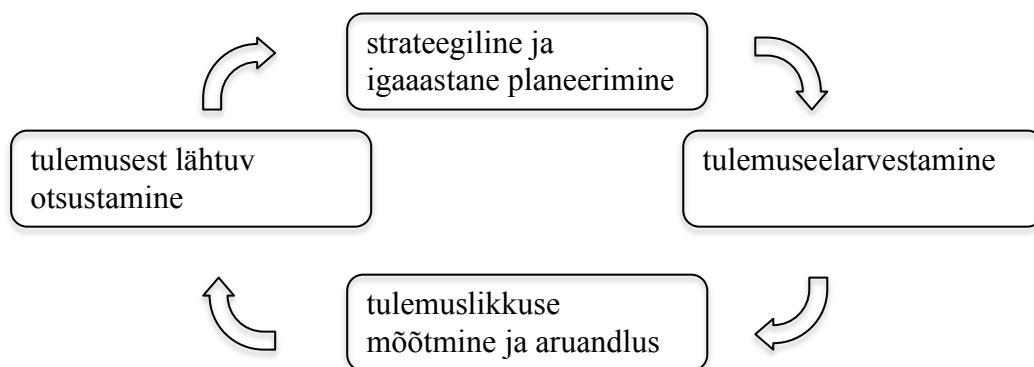 strateegiline ja
igaaastane planeerimine
tulemusest lähtuv
otsustamine
tulemuseelarvestamine
tulemuslikkuse
mõõtmine ja aruandlus